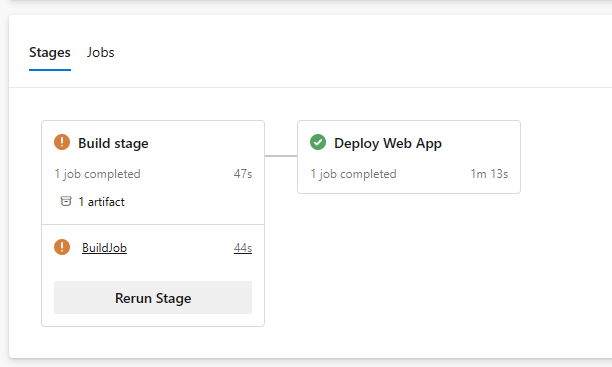 Stages Jobs
Build stage
1 job completed 47s
1 artifact
BuildJob 44s
Rerun Stage
Deploy Web App
1 job completed 1m 13s